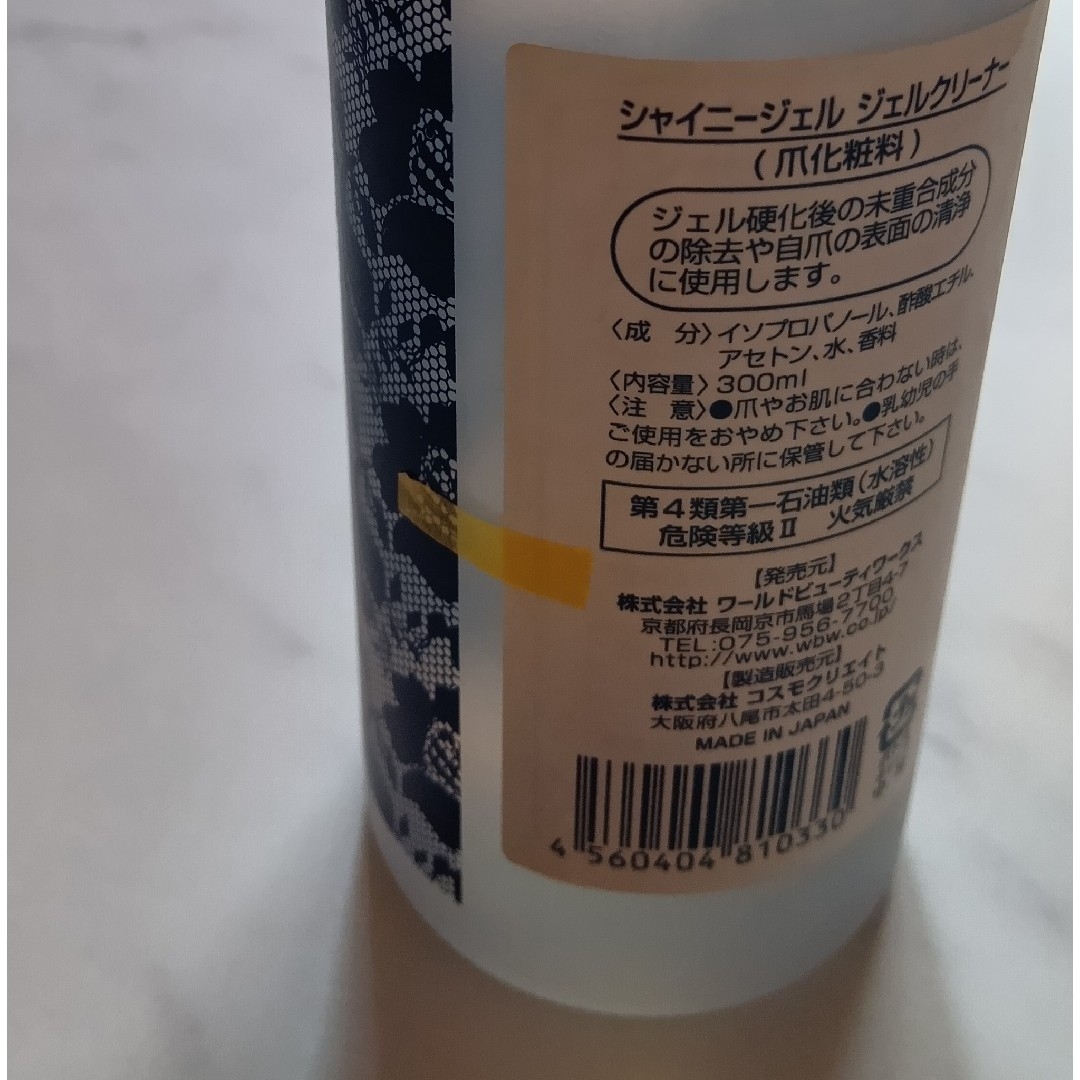 シャイニージェル ジェルクリーナー
(爪化粧料)
ジェル硬化後の未重合成分
の除去や自爪の表面の清浄
に使用します。
〈成 分〉イソプロパノール、酢酸エチル、
アセトン、水、香料
〈内容量〉300ml
〈注 意〉●爪やお肌に合わない時は、
ご使用をおやめ下さい。●乳幼児の手
の届かない所に保管して下さい。
第4類第一石油類(水溶性)
危険等級Ⅱ 火気厳禁
【発売元】
株式会社 ワールドビューティワークス
京都府長岡京市馬場2丁目4-7
TEL:075-956-7700
http://www.wbw.co.jp/
【製造販売元】
株式会社 コスモクリエイト
大阪府八尾市太田4-50-3
MADE IN JAPAN
4 560404 810330